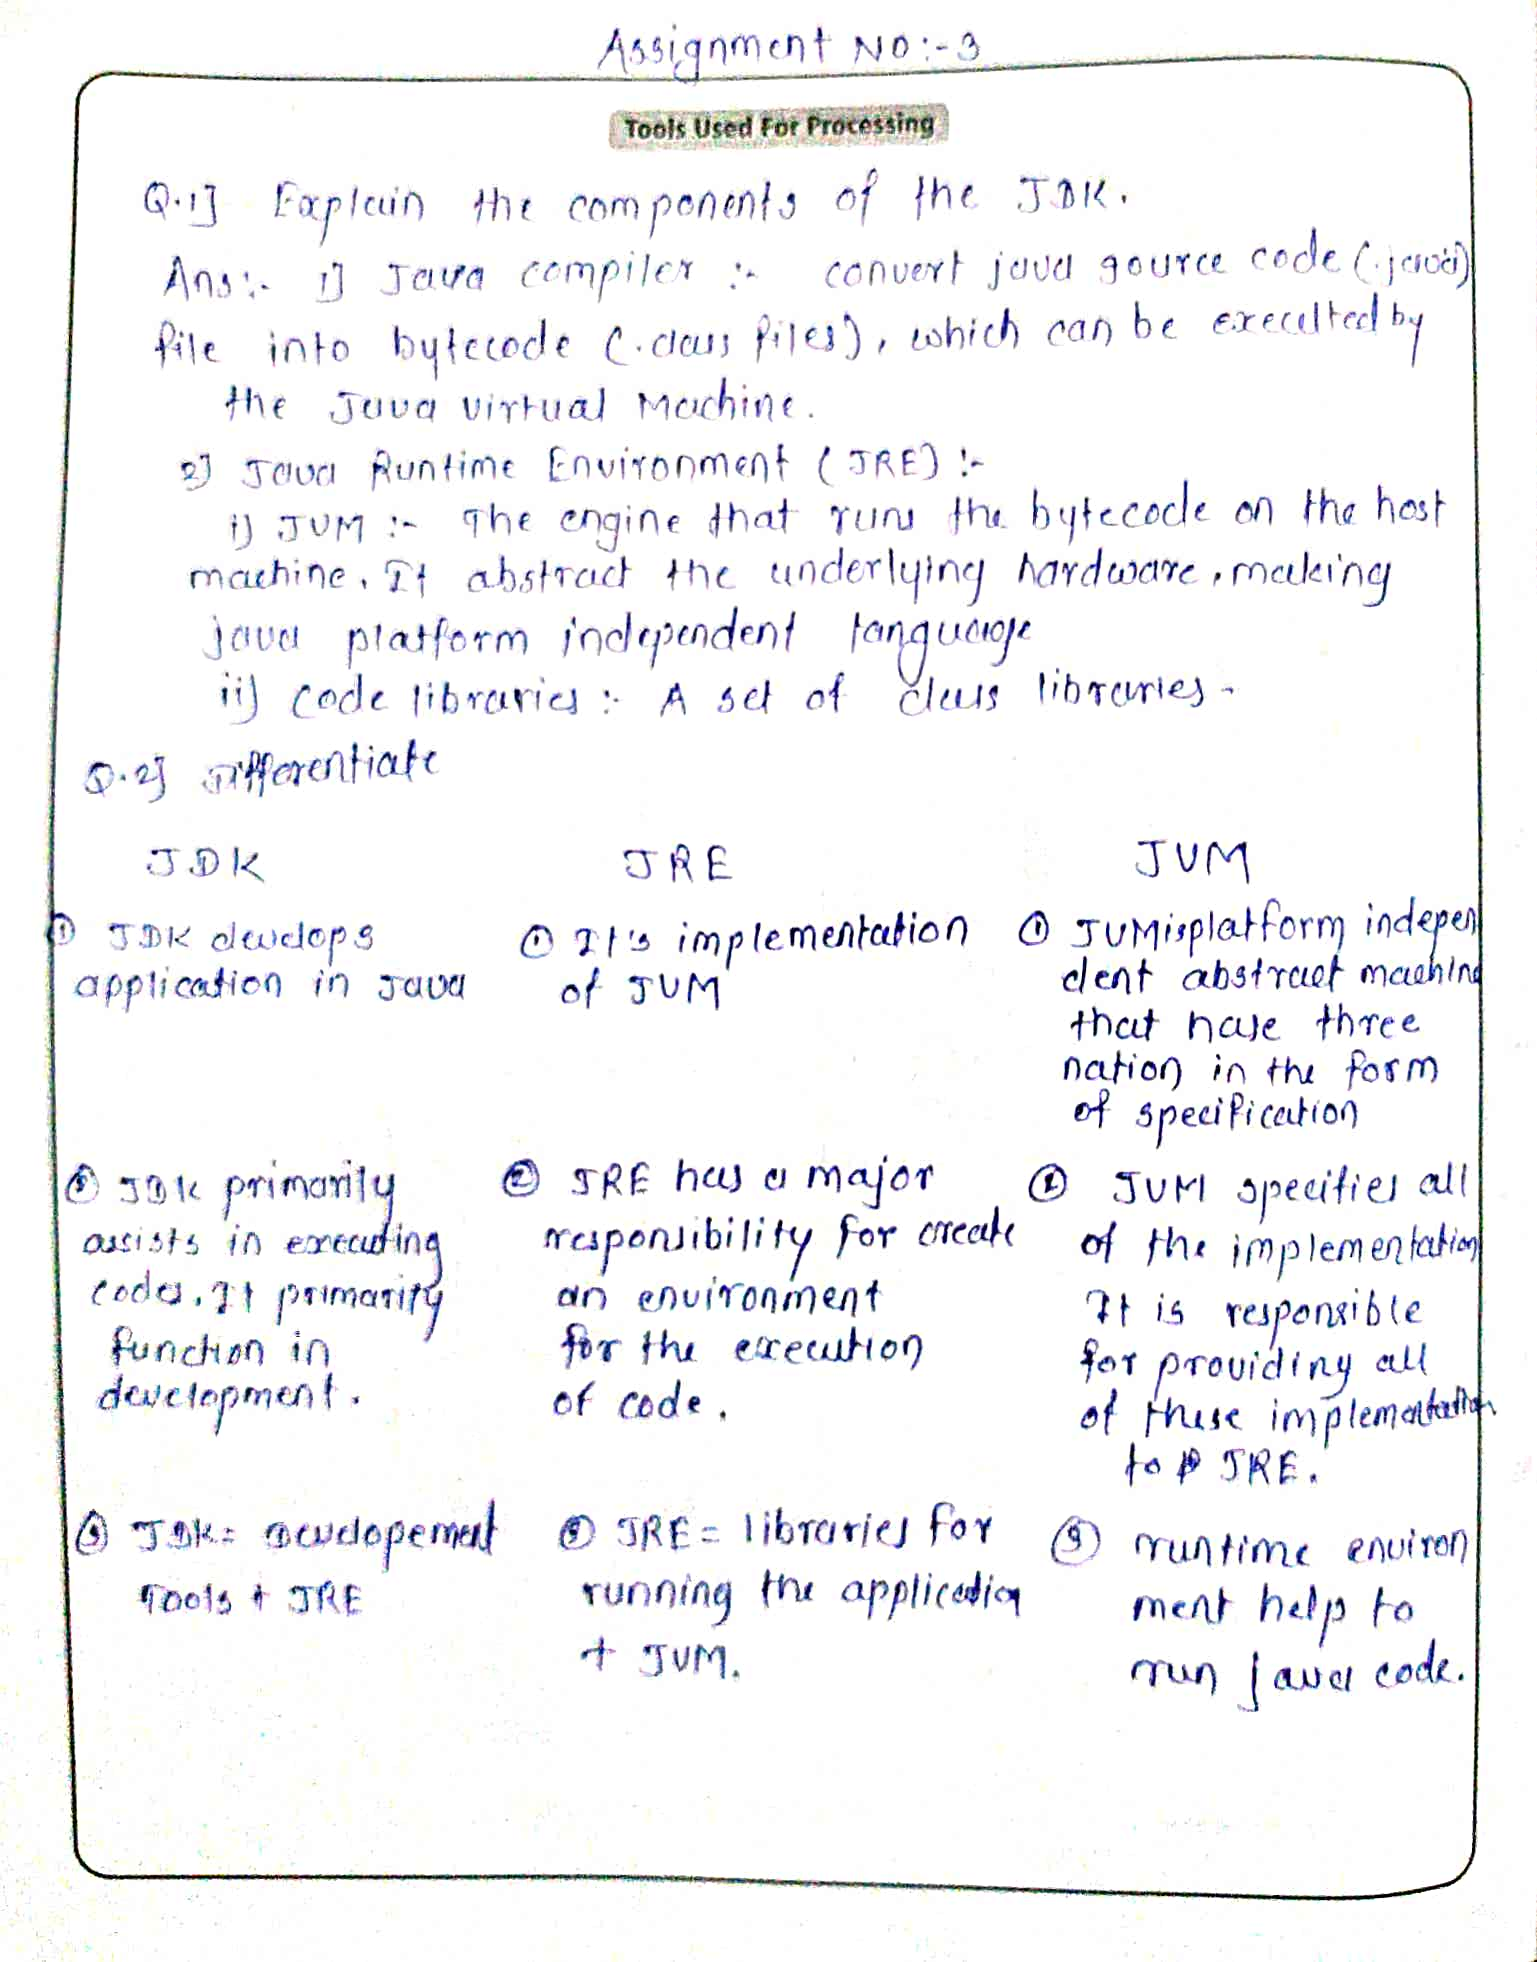 Assignment NO:-3
Tools Used For Processing
Q.1] Explain the components of the JDK.
Ans:- 1] Java compiler :- convert java source code (.java)
file into bytecode (.class files), which can be executed by
the Java virtual Machine.
2] Java Runtime Environment (JRE) :-
i) JVM :- The engine that runs the bytecode on the host
machine. It abstract the underlying hardware, making
java platform independent language
ii) code libraries :- A set of class libraries-
Q.2] Differentiate
JDK JRE JVM
① JDK develops ① It's implementation ① JVM is platform indepen
application in Java of JVM dent abstract machine
that have three
nation in the form
of specification
② JDK primarily ② JRE has a major ② JVM specifies all
assists in executing responsibility for create of the implementation
codes. It primarity an environment It is responsible
function in for the execution for providing all
development. of code. of these implementation
to JRE.
③ JDK = Developement ③ JRE = libraries for ③ runtime environ
Tools + JRE running the application ment help to
+ JVM. run java code.